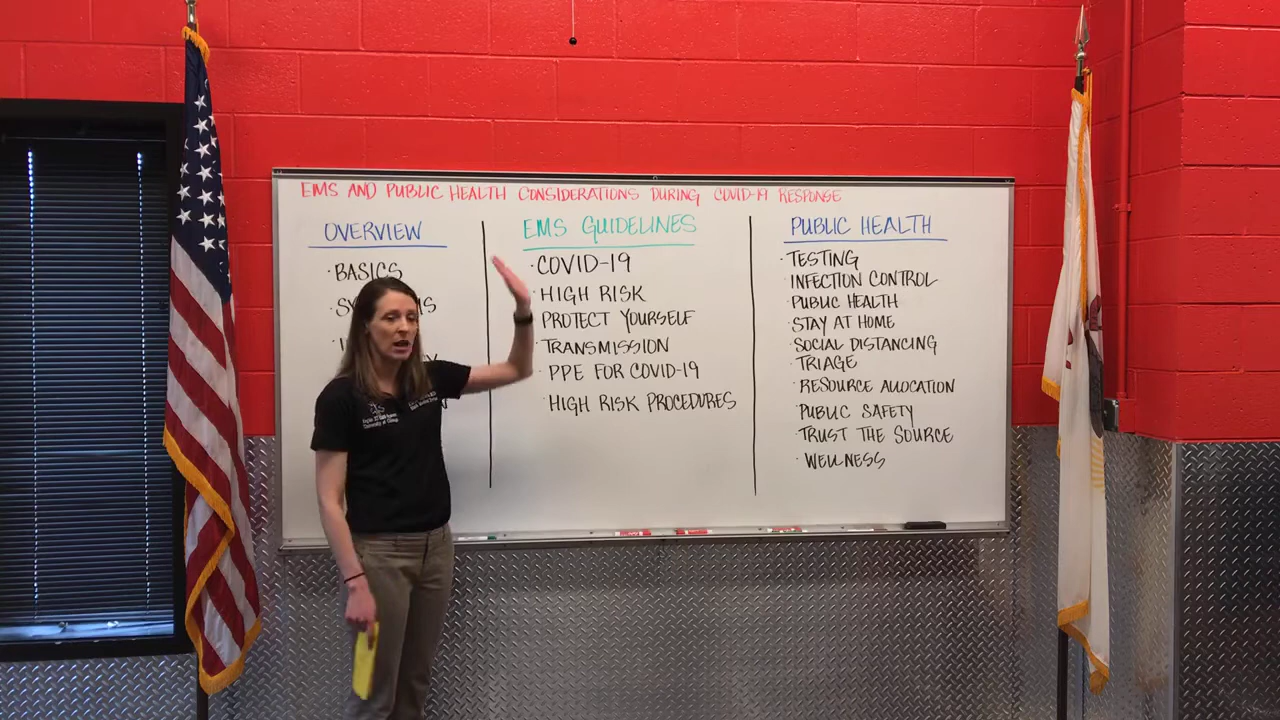 EMS AND PUBLIC HEALTH CONSIDERATIONS DURING COVID-19 RESPONSE
OVERVIEW
· BASICS
EMS GUIDELINES
· COVID-19
· HIGH RISK
· PROTECT YOURSELF
· TRANSMISSION
· PPE FOR COVID-19
· HIGH RISK PROCEDURES
PUBLIC HEALTH
· TESTING
· INFECTION CONTROL
· PUBLIC HEALTH
· STAY AT HOME
· SOCIAL DISTANCING
· TRIAGE
· RESOURCE ALLOCATION
· PUBLIC SAFETY
· TRUST THE SOURCE
· WELLNESS